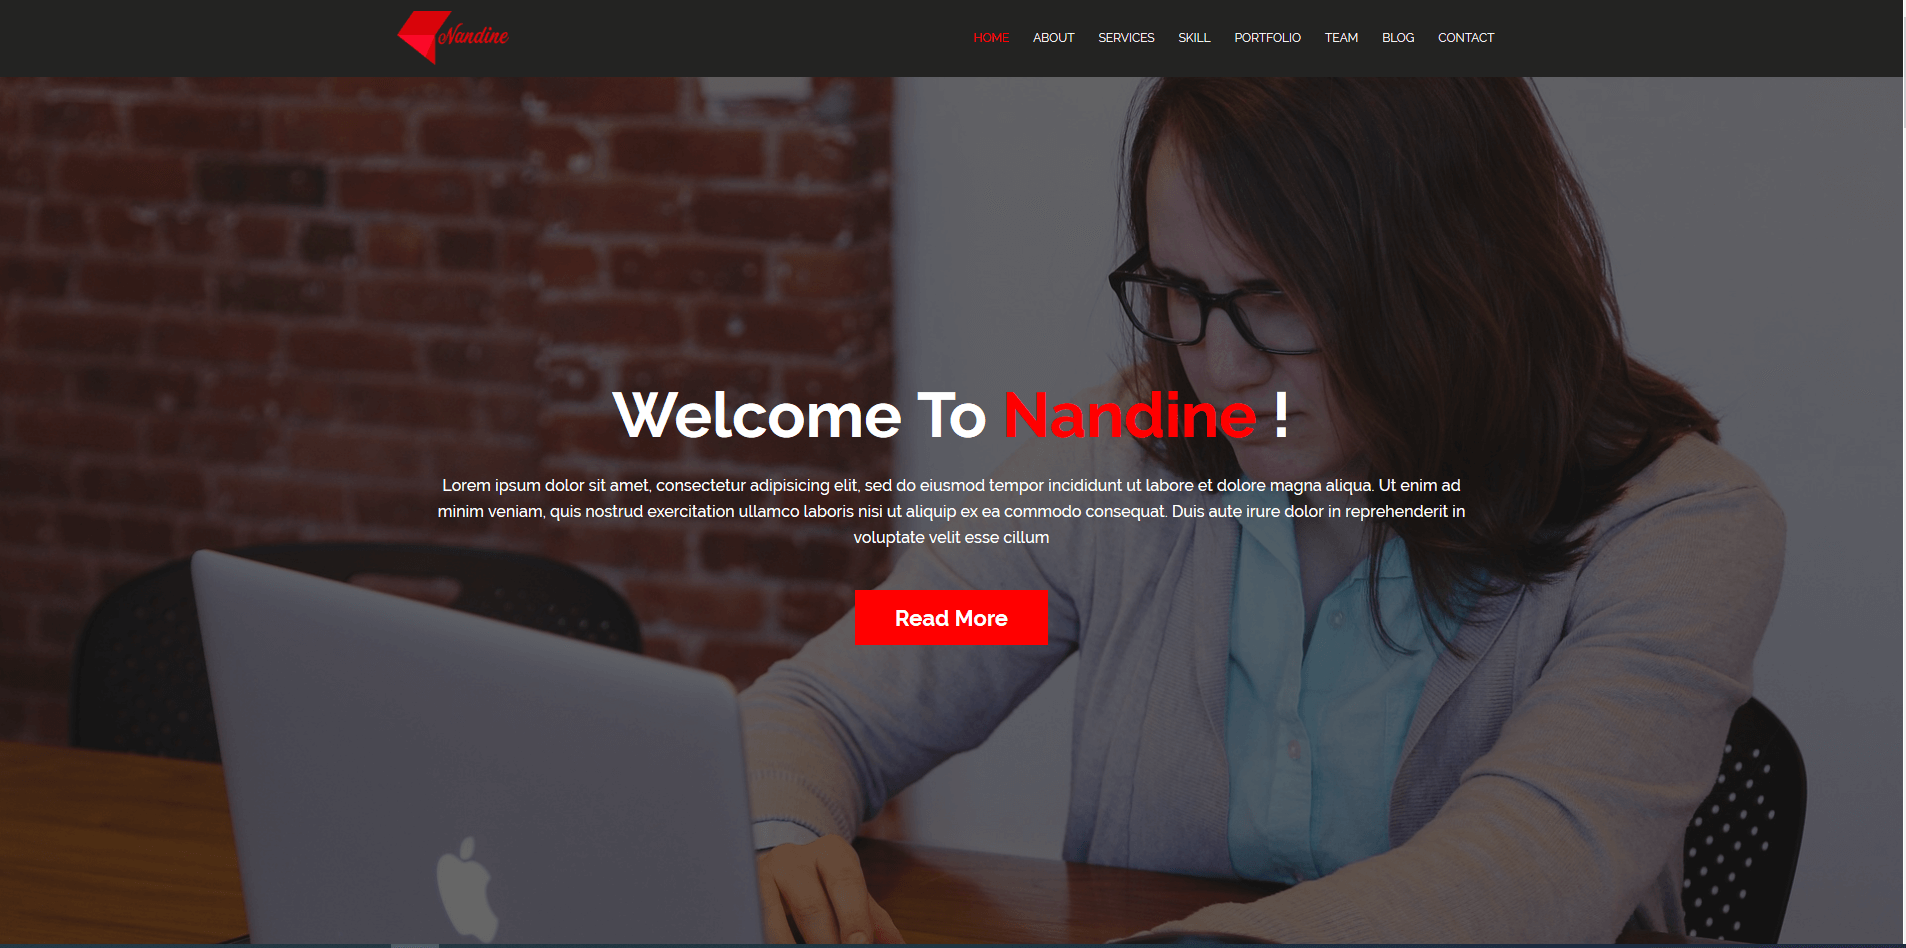 Nandine
HOME ABOUT SERVICES SKILL PORTFOLIO TEAM BLOG CONTACT
Welcome To Nandine !
Lorem ipsum dolor sit amet, consectetur adipisicing elit, sed do eiusmod tempor incididunt ut labore et dolore magna aliqua. Ut enim ad
minim veniam, quis nostrud exercitation ullamco laboris nisi ut aliquip ex ea commodo consequat. Duis aute irure dolor in reprehenderit in
voluptate velit esse cillum
Read More